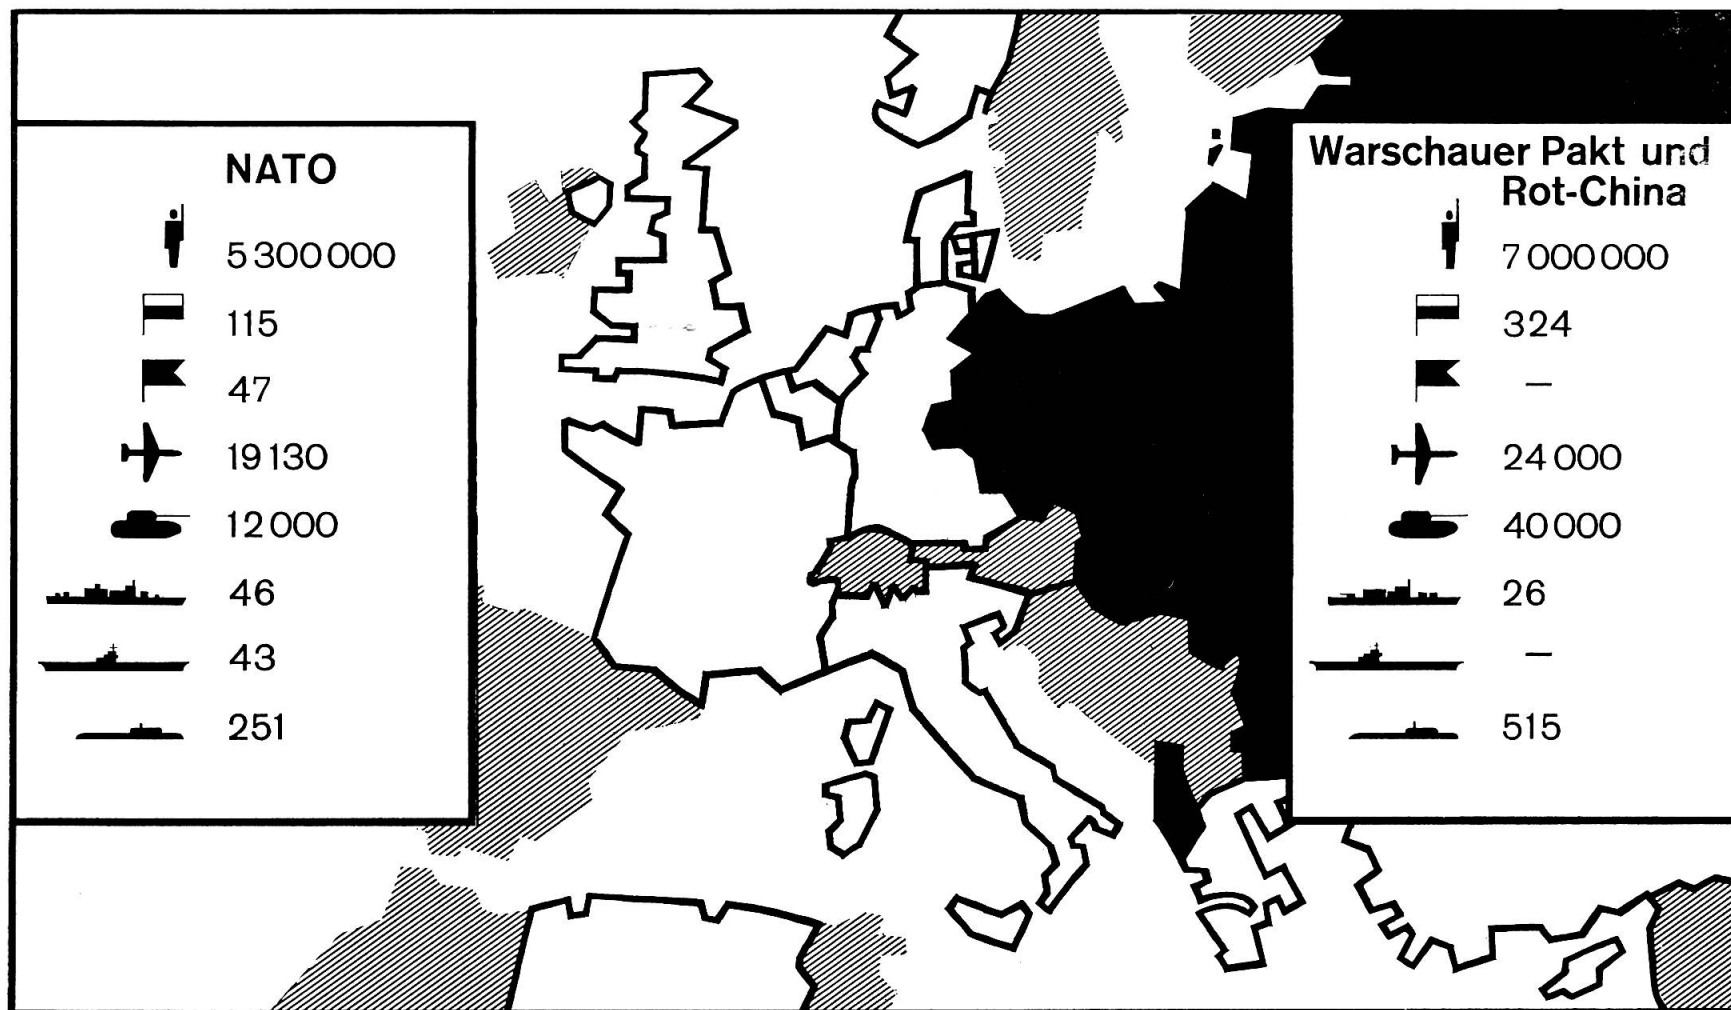 NATO
5 300 000
115
47
19 130
12 000
46
43
251
Warschauer Pakt und
Rot-China
7 000 000
324
–
24 000
40 000
26
–
515